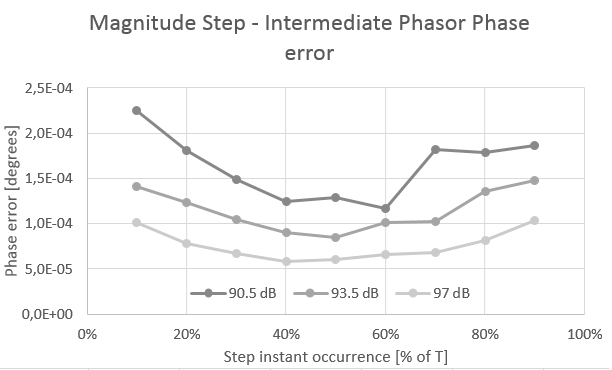 Magnitude Step - Intermediate Phasor Phase
error
2,5E-04
2,0E-04
1,5E-04
1,0E-04
5,0E-05
0,0E+00
Phase error [degrees]
90.5 dB 93.5 dB 97 dB
0% 20% 40% 60% 80% 100%
Step instant occurrence [% of T]